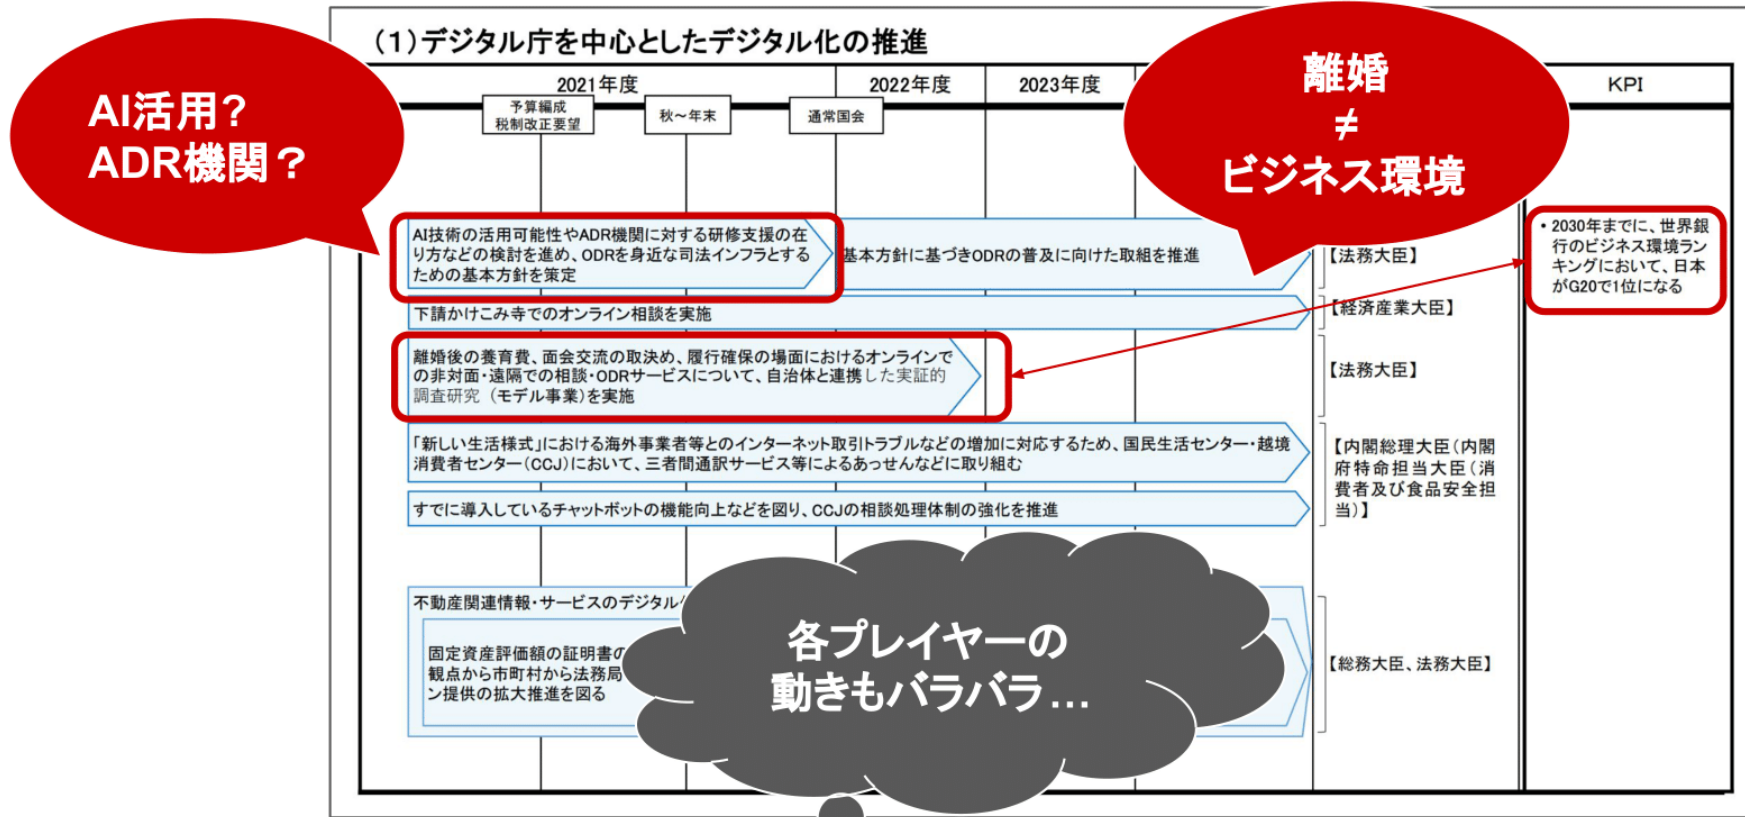 (1)デジタル庁を中心としたデジタル化の推進
AI活用?
ADR機関？
離婚
≠
ビジネス環境
2021年度
2022年度
2023年度
KPI
予算編成
税制改正要望
秋～年末
通常国会
AI技術の活用可能性やADR機関に対する研修支援の在
り方などの検討を進め、ODRを身近な司法インフラとする
ための基本方針を策定
基本方針に基づきODRの普及に向けた取組を推進
【法務大臣】
・2030年までに、世界銀
行のビジネス環境ラン
キングにおいて、日本
がG20で1位になる
下請かけこみ寺でのオンライン相談を実施
【経済産業大臣】
離婚後の養育費、面会交流の取決め、履行確保の場面におけるオンラインで
の非対面・遠隔での相談・ODRサービスについて、自治体と連携した実証的
調査研究（モデル事業）を実施
【法務大臣】
「新しい生活様式」における海外事業者等とのインターネット取引トラブルなどの増加に対応するため、国民生活センター・越境
消費者センター（CCJ）において、三者間通訳サービス等によるあっせんなどに取り組む
【内閣総理大臣（内閣
府特命担当大臣（消
費者及び食品安全担
当）】
すでに導入しているチャットボットの機能向上などを図り、CCJの相談処理体制の強化を推進
不動産関連情報・サービスのデジタル
固定資産評価額の証明書の
観点から市町村から法務局
ン提供の拡大推進を図る
【総務大臣、法務大臣】
各プレイヤーの
動きもバラバラ…